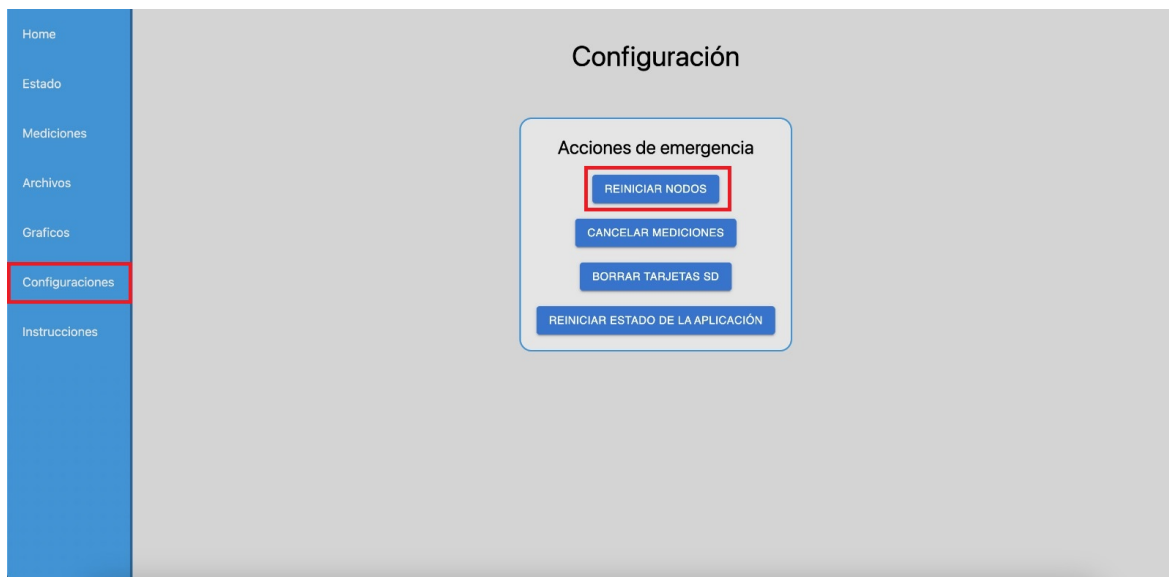 Home
Estado
Mediciones
Archivos
Graficos
Configuraciones
Instrucciones
Configuración
Acciones de emergencia
REINICIAR NODOS
CANCELAR MEDICIONES
BORRAR TARJETAS SD
REINICIAR ESTADO DE LA APLICACIÓN